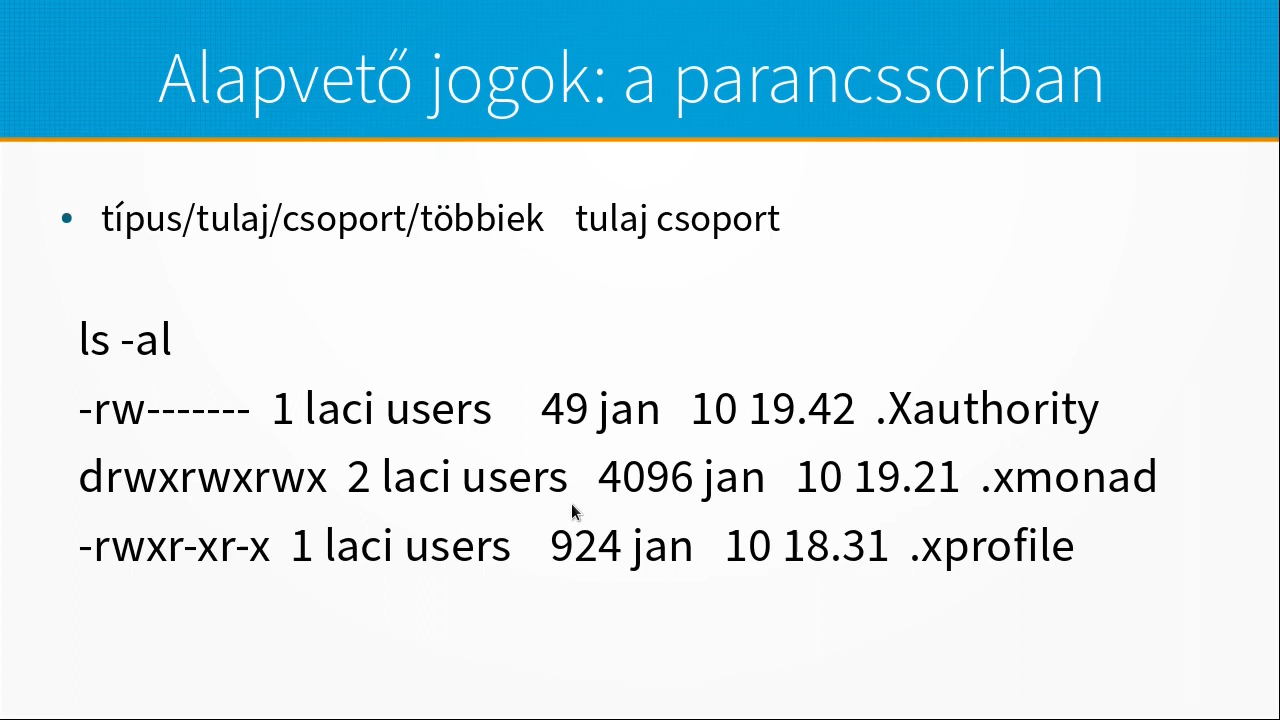 Alapvető jogok: a parancssorban
• típus/tulaj/csoport/többiek tulaj csoport
ls -al
-rw------- 1 laci users 49 jan 10 19.42 .Xauthority
drwxrwxrwx 2 laci users 4096 jan 10 19.21 .xmonad
-rwxr-xr-x 1 laci users 924 jan 10 18.31 .xprofile